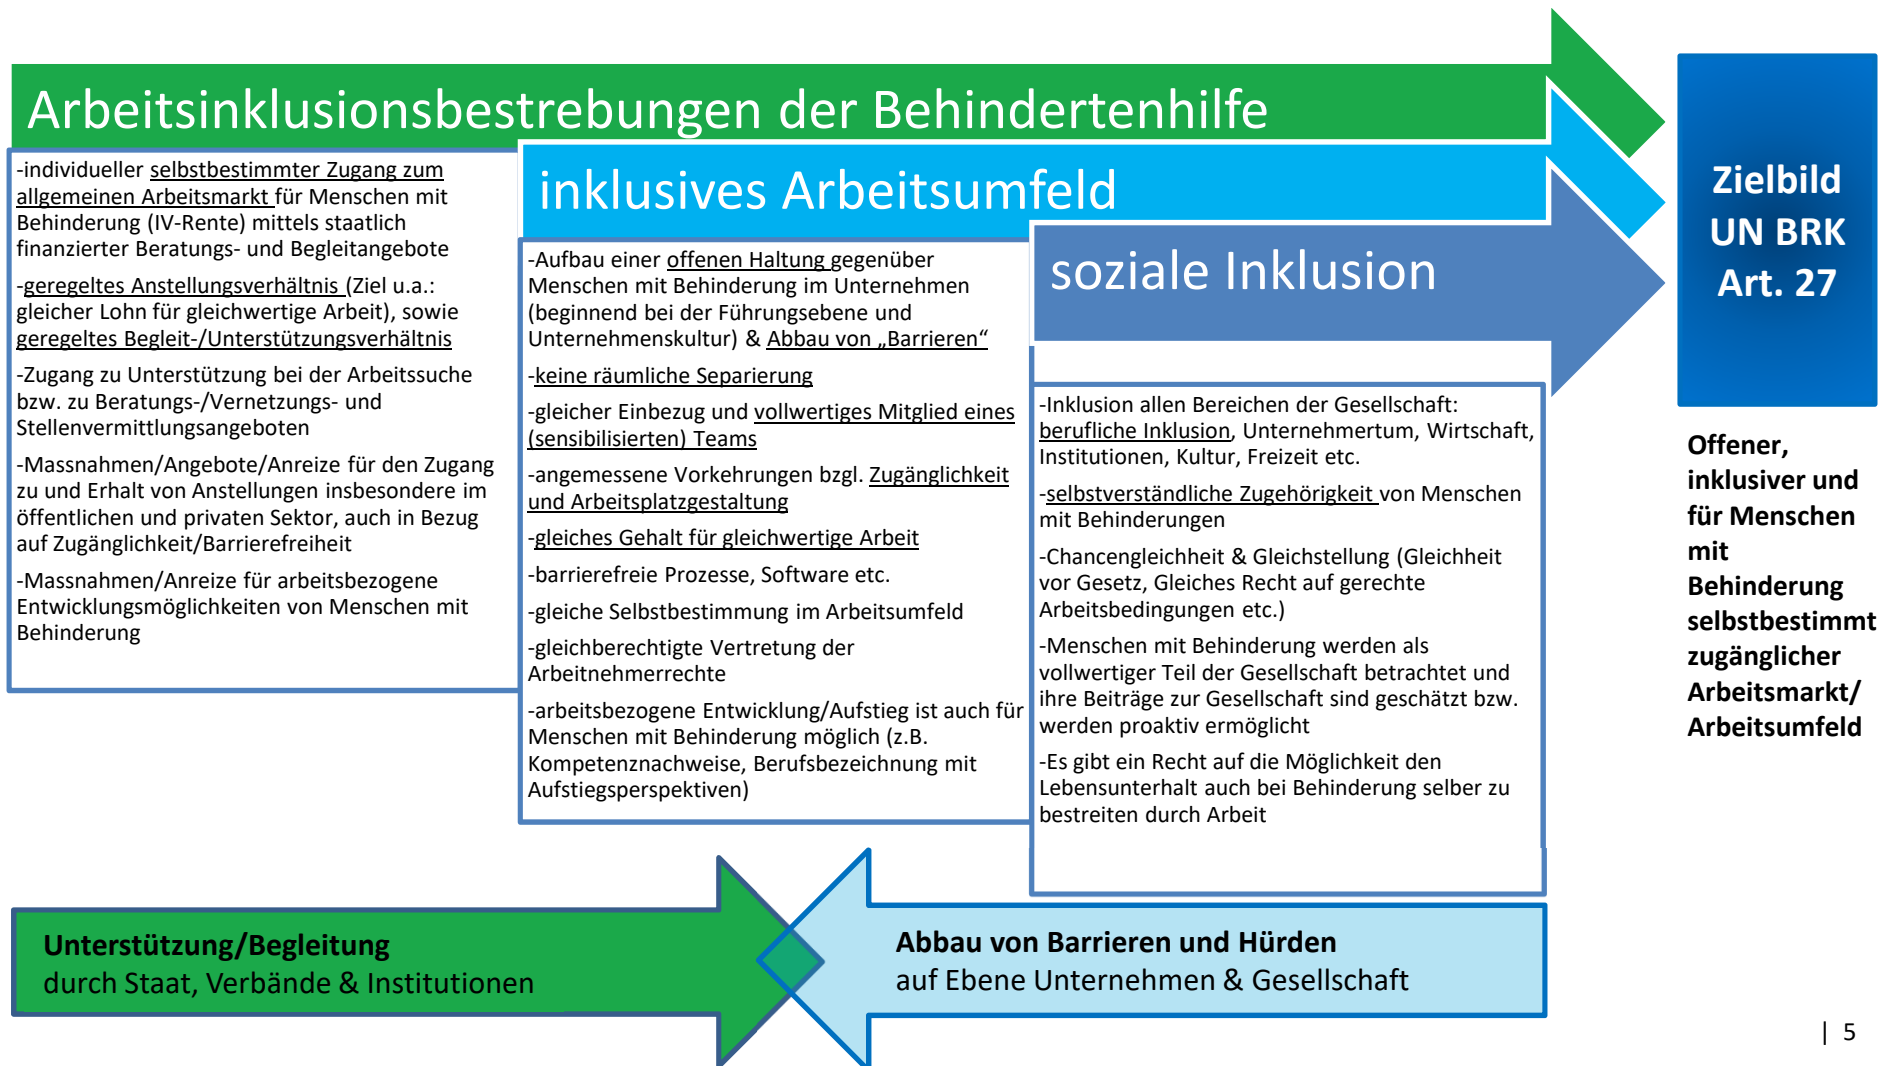 Arbeitsinklusionsbestrebungen der Behindertenhilfe
-individueller selbstbestimmter Zugang zum
allgemeinen Arbeitsmarkt für Menschen mit
Behinderung (IV-Rente) mittels staatlich
finanzierter Beratungs- und Begleitangebote
-geregeltes Anstellungsverhältnis (Ziel u.a.:
gleicher Lohn für gleichwertige Arbeit), sowie
geregeltes Begleit-/Unterstützungsverhältnis
-Zugang zu Unterstützung bei der Arbeitssuche
bzw. zu Beratungs-/Vernetzungs- und
Stellenvermittlungsangeboten
-Massnahmen/Angebote/Anreize für den Zugang
zu und Erhalt von Anstellungen insbesondere im
öffentlichen und privaten Sektor, auch in Bezug
auf Zugänglichkeit/Barrierefreiheit
-Massnahmen/Anreize für arbeitsbezogene
Entwicklungsmöglichkeiten von Menschen mit
Behinderung
inklusives Arbeitsumfeld
-Aufbau einer offenen Haltung gegenüber
Menschen mit Behinderung im Unternehmen
(beginnend bei der Führungsebene und
Unternehmenskultur) & Abbau von „Barrieren“
-keine räumliche Separierung
-gleicher Einbezug und vollwertiges Mitglied eines
(sensibilisierten) Teams
-angemessene Vorkehrungen bzgl. Zugänglichkeit
und Arbeitsplatzgestaltung
-gleiches Gehalt für gleichwertige Arbeit
-barrierefreie Prozesse, Software etc.
-gleiche Selbstbestimmung im Arbeitsumfeld
-gleichberechtigte Vertretung der
Arbeitnehmerrechte
-arbeitsbezogene Entwicklung/Aufstieg ist auch für
Menschen mit Behinderung möglich (z.B.
Kompetenznachweise, Berufsbezeichnung mit
Aufstiegsperspektiven)
soziale Inklusion
-Inklusion allen Bereichen der Gesellschaft:
berufliche Inklusion, Unternehmertum, Wirtschaft,
Institutionen, Kultur, Freizeit etc.
-selbstverständliche Zugehörigkeit von Menschen
mit Behinderungen
-Chancengleichheit & Gleichstellung (Gleichheit
vor Gesetz, Gleiches Recht auf gerechte
Arbeitsbedingungen etc.)
-Menschen mit Behinderung werden als
vollwertiger Teil der Gesellschaft betrachtet und
ihre Beiträge zur Gesellschaft sind geschätzt bzw.
werden proaktiv ermöglicht
-Es gibt ein Recht auf die Möglichkeit den
Lebensunterhalt auch bei Behinderung selber zu
bestreiten durch Arbeit
Zielbild
UN BRK
Art. 27
Offener,
inklusiver und
für Menschen
mit
Behinderung
selbstbestimmt
zugänglicher
Arbeitsmarkt/
Arbeitsumfeld
Unterstützung/Begleitung
durch Staat, Verbände & Institutionen
Abbau von Barrieren und Hürden
auf Ebene Unternehmen & Gesellschaft
| 5